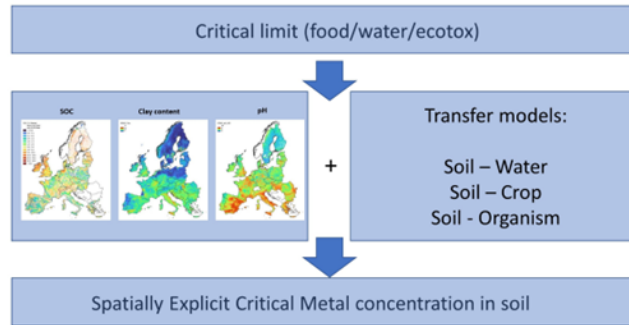 Critical limit (food/water/ecotox)
SOC
Clay content
pH
+
Transfer models:
Soil – Water
Soil – Crop
Soil - Organism
Spatially Explicit Critical Metal concentration in soil